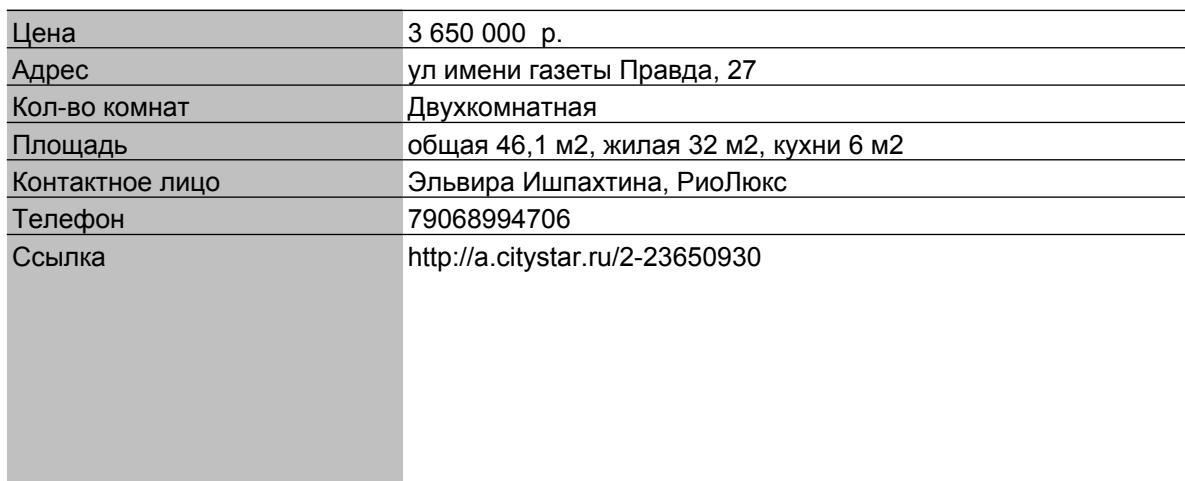 Цена 3 650 000  р.
Адрес ул имени газеты Правда, 27
Кол-во комнат Двухкомнатная
Площадь общая 46,1 м2, жилая 32 м2, кухни 6 м2
Контактное лицо Эльвира Ишпахтина, РиоЛюкс
Телефон 79068994706
Ссылка http://a.citystar.ru/2-23650930